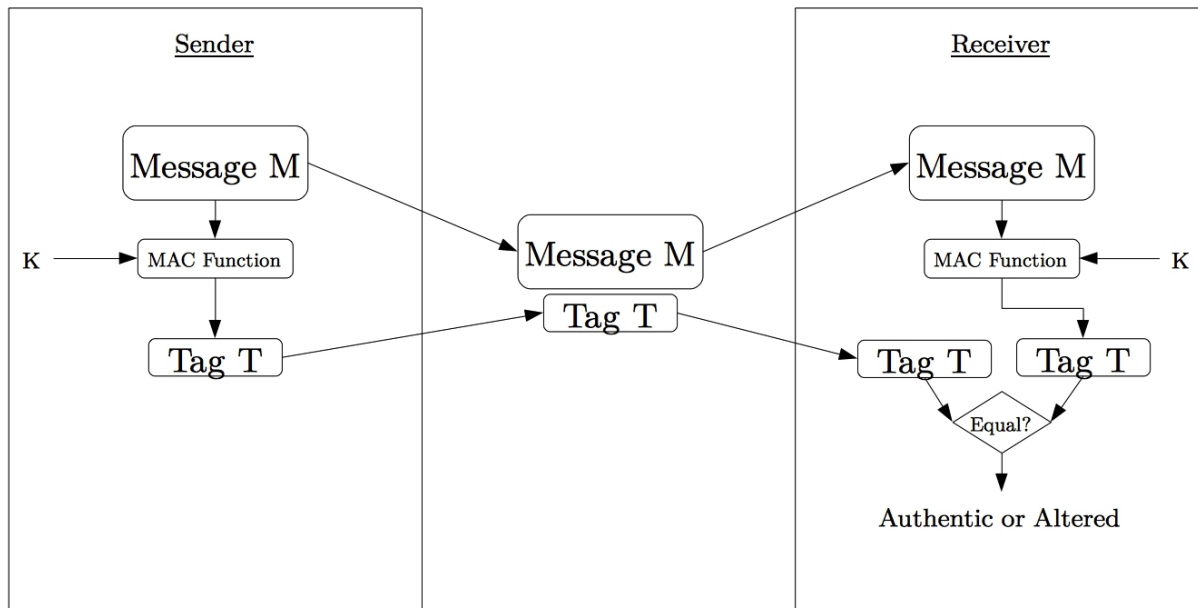 Sender
Message M
K
MAC Function
Tag T
Message M
Tag T
Receiver
Message M
MAC Function
K
Tag T
Tag T
Equal?
Authentic or Altered